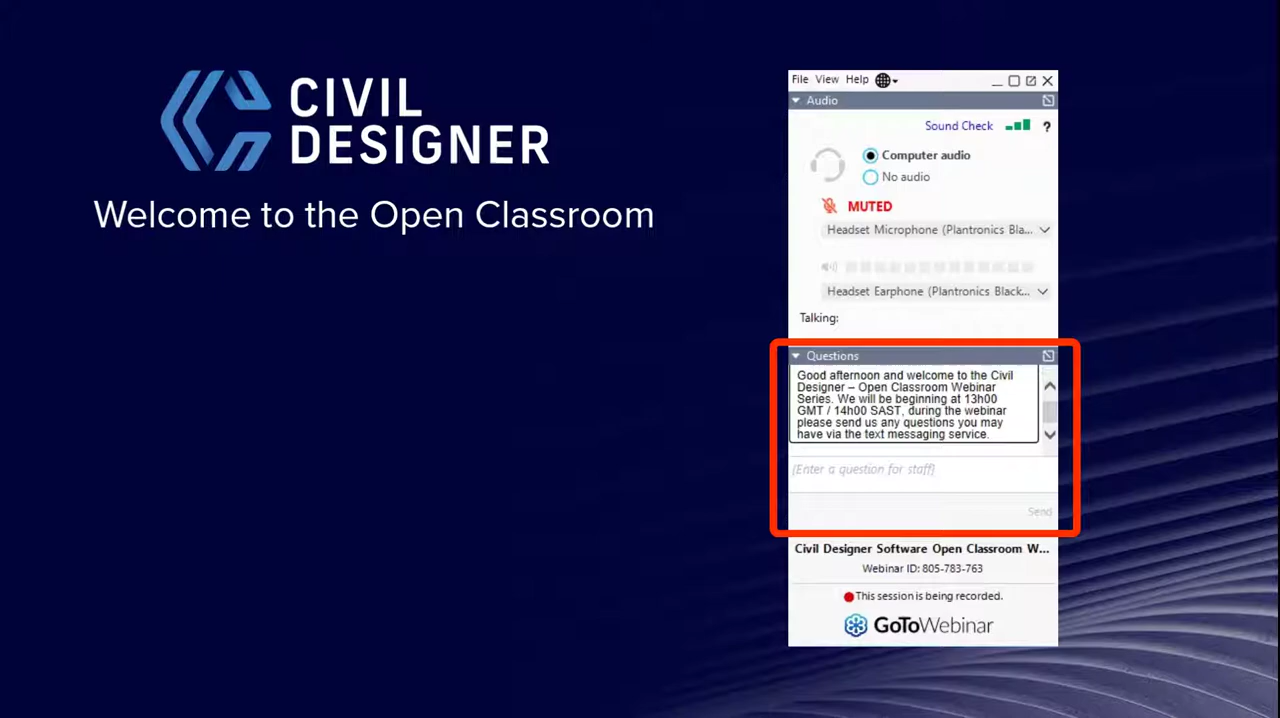 CIVIL
DESIGNER
Welcome to the Open Classroom
File View Help
Audio
Sound Check ?
Computer audio
No audio
MUTED
Headset Microphone (Plantronics Bla...
Headset Earphone (Plantronics Black...
Talking:
Questions
Good afternoon and welcome to the Civil
Designer – Open Classroom Webinar
Series. We will be beginning at 13h00
GMT / 14h00 SAST, during the webinar
please send us any questions you may
have via the text messaging service.
[Enter a question for staff]
Send
Civil Designer Software Open Classroom W...
Webinar ID: 805-783-763
This session is being recorded.
GoToWebinar